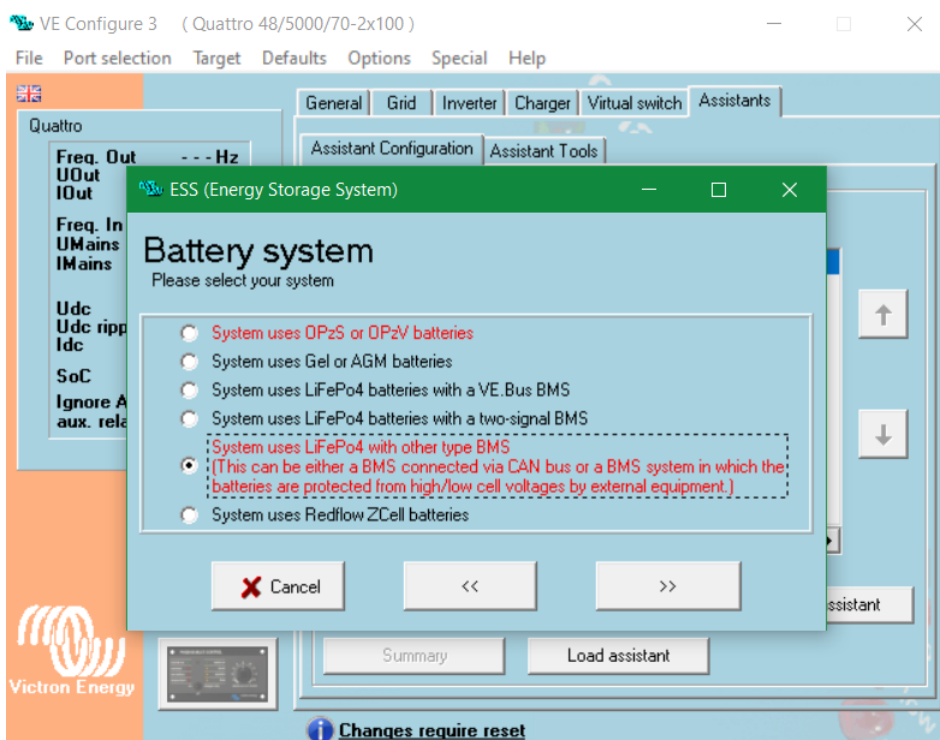 VE Configure 3 ( Quattro 48/5000/70-2x100 )
File Port selection Target Defaults Options Special Help
General Grid Inverter Charger Virtual switch Assistants
Quattro
Assistant Configuration Assistant Tools
Freq. Out - - - Hz
UOut
IOut
Freq. In
UMains
IMains
Udc
Udc ripp
Idc
SoC
Ignore A
aux. rela
ESS (Energy Storage System)
Battery system
Please select your system
System uses OPzS or OPzV batteries
System uses Gel or AGM batteries
System uses LiFePo4 batteries with a VE.Bus BMS
System uses LiFePo4 batteries with a two-signal BMS
System uses LiFePo4 with other type BMS
(This can be either a BMS connected via CAN bus or a BMS system in which the
batteries are protected from high/low cell voltages by external equipment.)
System uses Redflow ZCell batteries
Cancel << >>
ssistant
Summary Load assistant
Victron Energy
Changes require reset